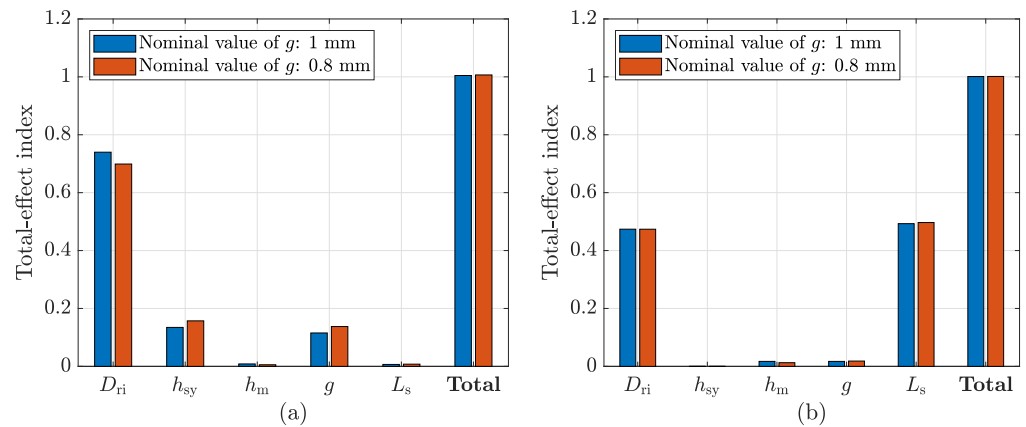 1.2
1
0.8
0.6
0.4
0.2
0
Total-effect index
Nominal value of g: 1 mm
Nominal value of g: 0.8 mm
D_ri h_sy h_m g L_s Total
(a)
1.2
1
0.8
0.6
0.4
0.2
0
Total-effect index
Nominal value of g: 1 mm
Nominal value of g: 0.8 mm
D_ri h_sy h_m g L_s Total
(b)